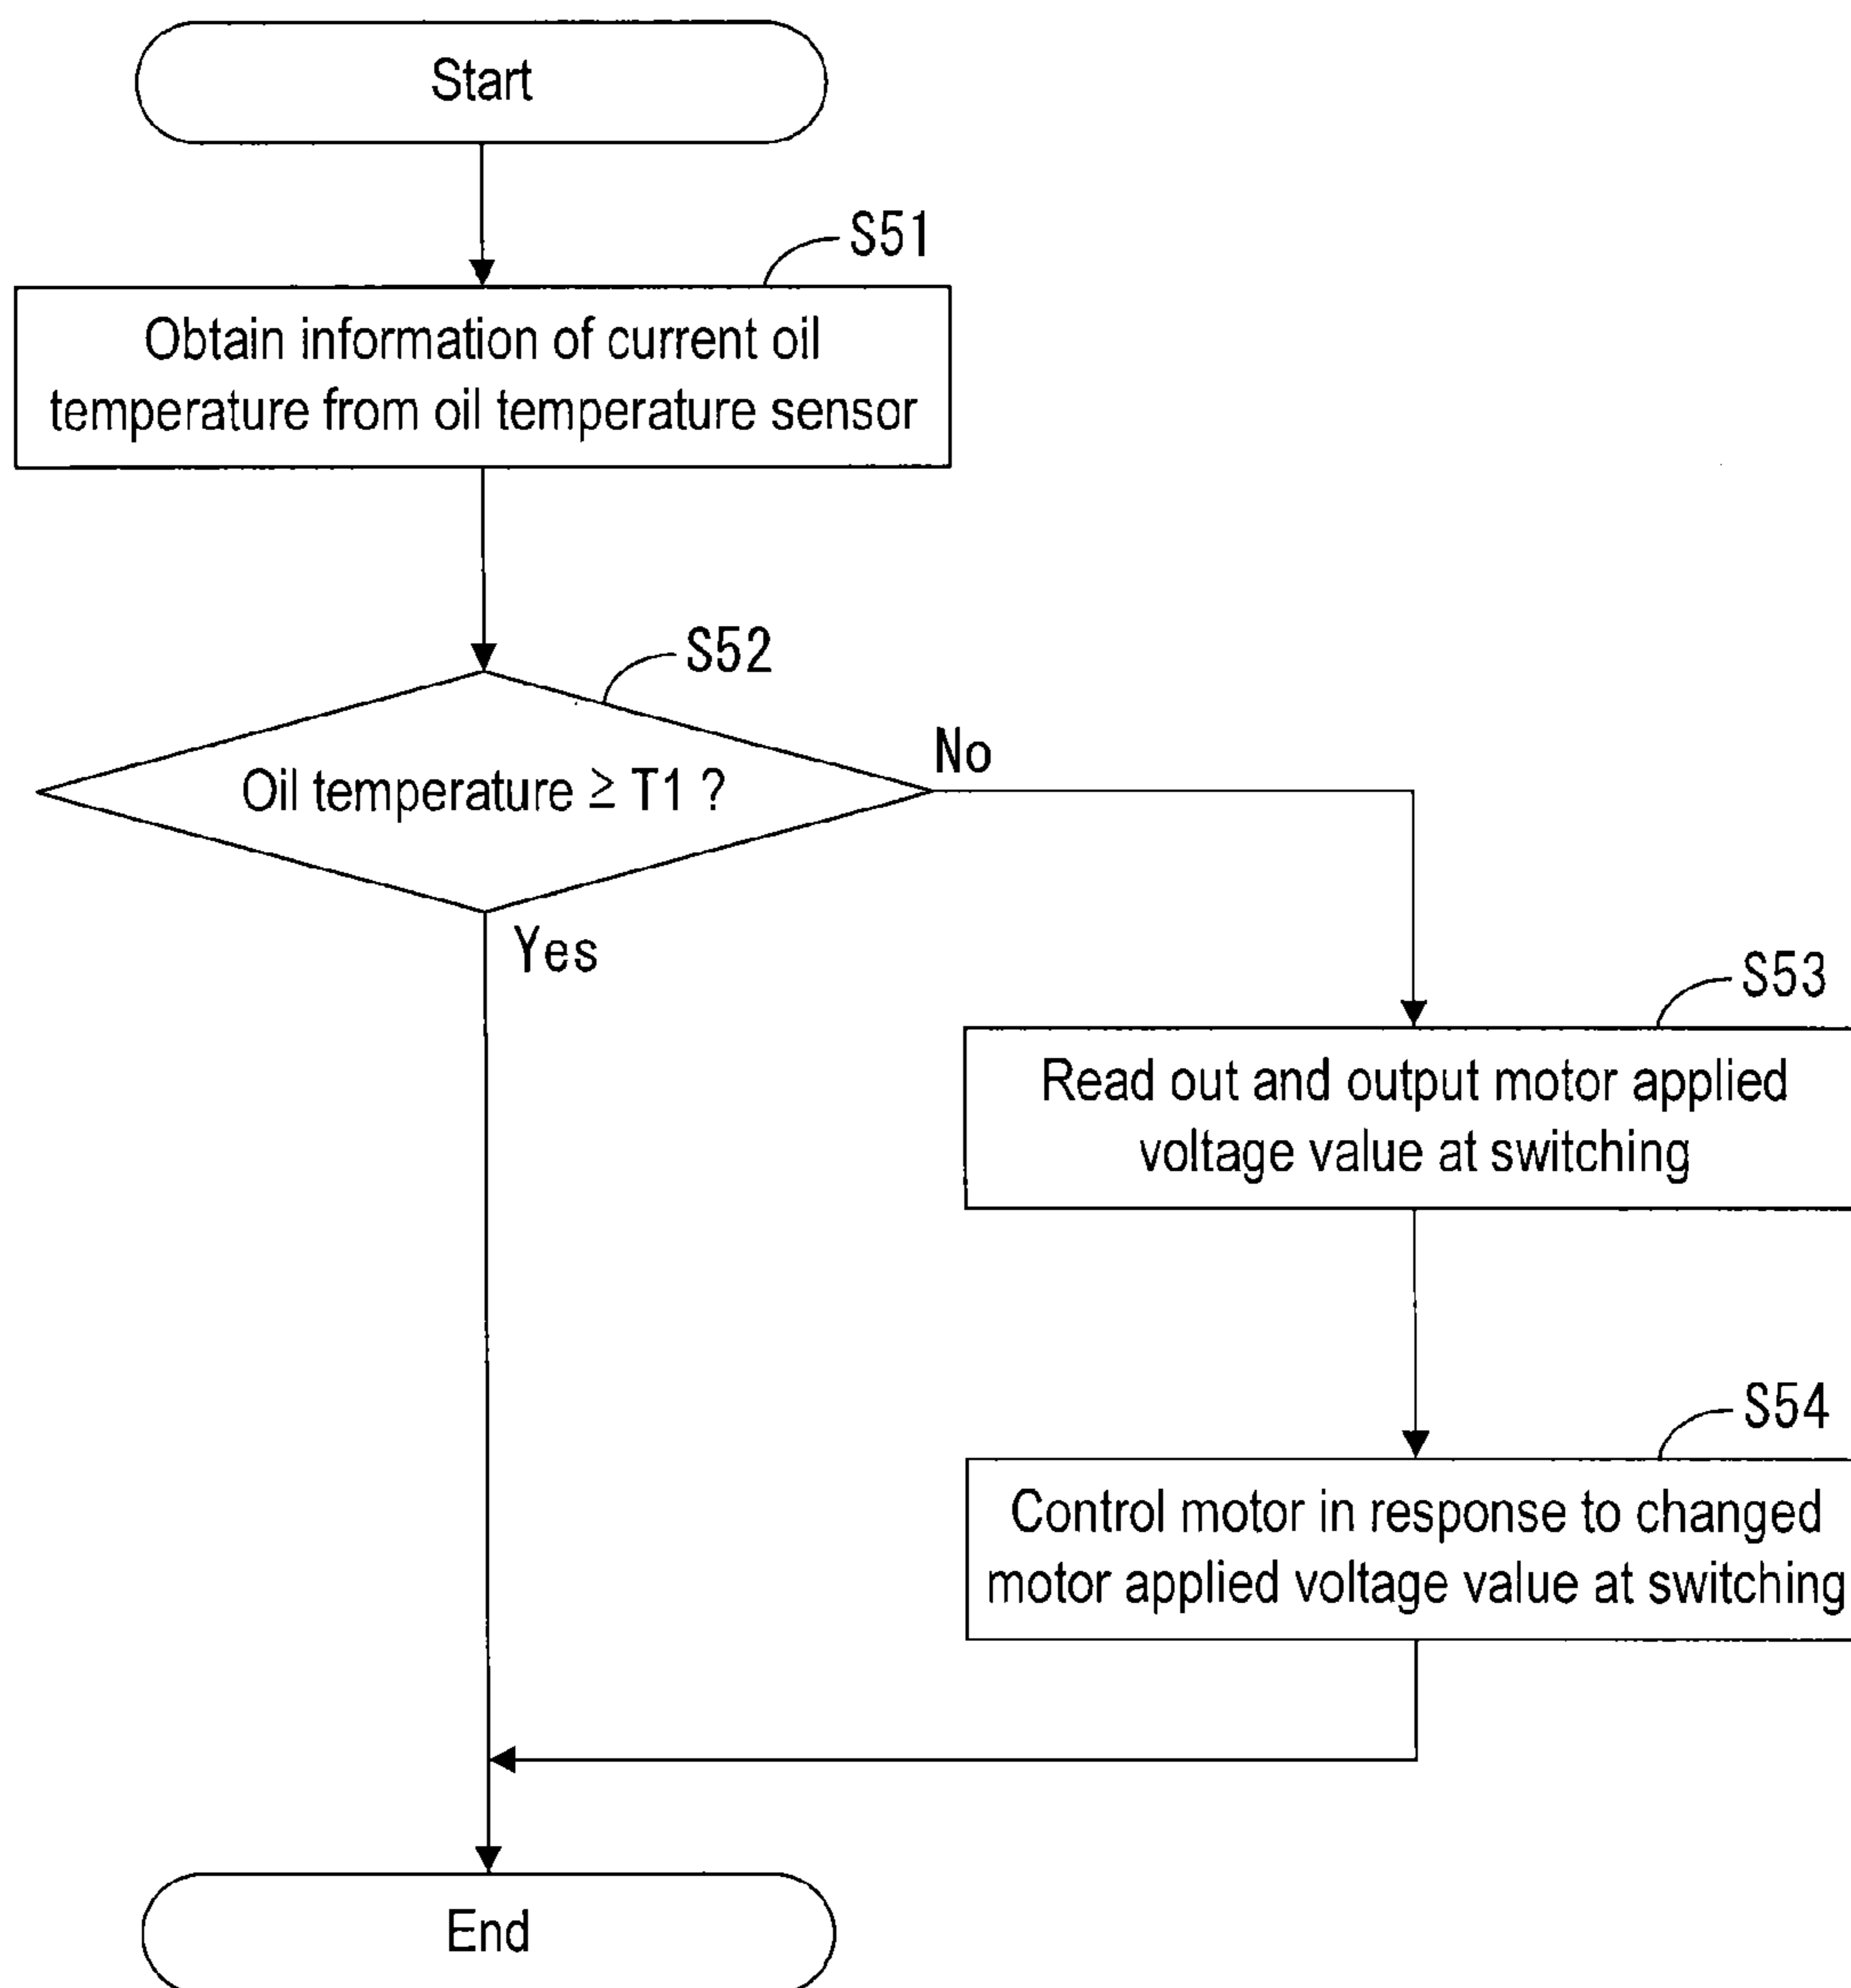 Start
S51
Obtain information of current oil
temperature from oil temperature sensor
S52
Oil temperature ≥ T1 ?
No
Yes
S53
Read out and output motor applied
voltage value at switching
S54
Control motor in response to changed
motor applied voltage value at switching
End